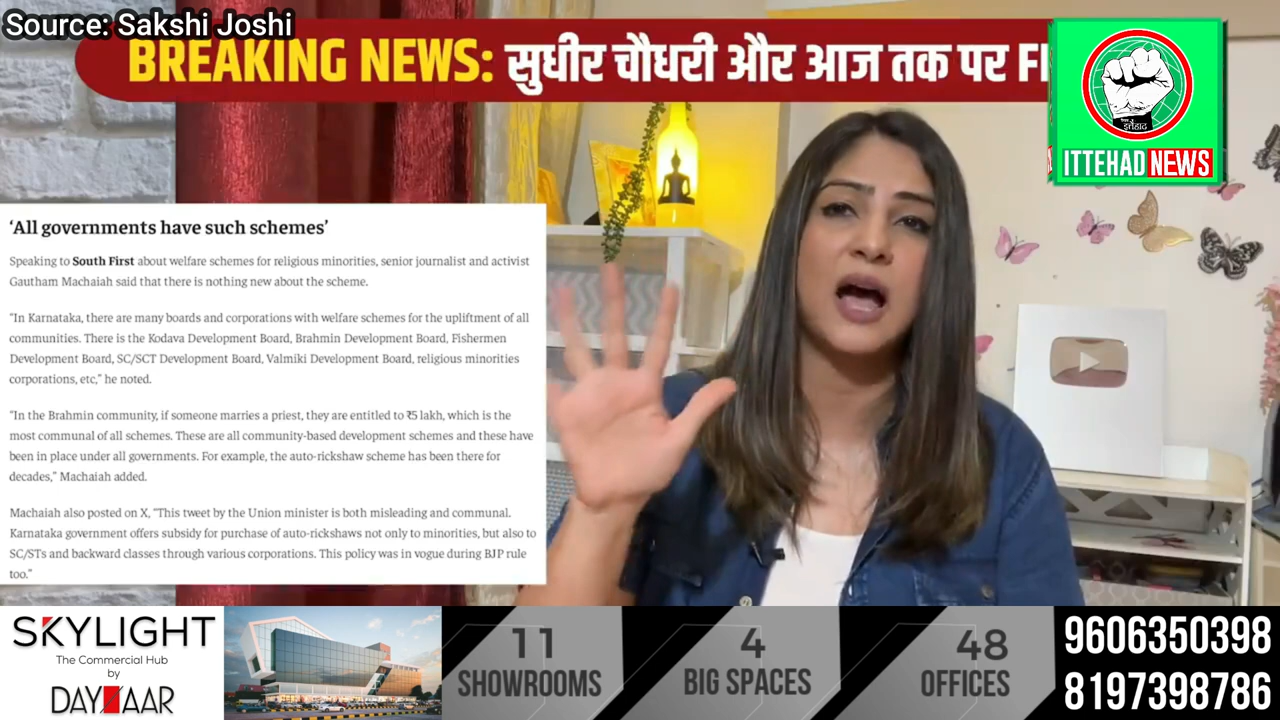 Source: Sakshi Joshi
BREAKING NEWS: सुधीर चौधरी और आज तक पर FI
इत्तेहाद
ITTEHAD NEWS
‘All governments have such schemes’
Speaking to South First about welfare schemes for religious minorities, senior journalist and activist
Gautham Machaiah said that there is nothing new about the scheme.
“In Karnataka, there are many boards and corporations with welfare schemes for the upliftment of all
communities. There is the Kodava Development Board, Brahmin Development Board, Fishermen
Development Board, SC/SCT Development Board, Valmiki Development Board, religious minorities
corporations, etc,” he noted.
“In the Brahmin community, if someone marries a priest, they are entitled to ₹5 lakh, which is the
most communal of all schemes. These are all community-based development schemes and these have
been in place under all governments. For example, the auto-rickshaw scheme has been there for
decades,” Machaiah added.
Machaiah also posted on X, “This tweet by the Union minister is both misleading and communal.
Karnataka government offers subsidy for purchase of auto-rickshaws not only to minorities, but also to
SC/STs and backward classes through various corporations. This policy was in vogue during BJP rule
too.”
SKYLIGHT
The Commercial Hub
by
DAYAAR
11
SHOWROOMS
4
BIG SPACES
48
OFFICES
9606350398
8197398786